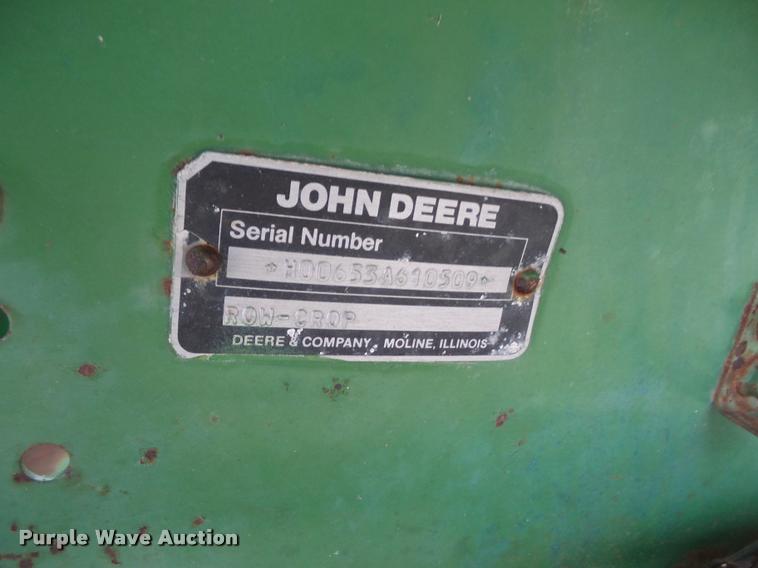 JOHN DEERE
Serial Number
*H00653A610509*
ROW-CROP
DEERE & COMPANY, MOLINE, ILLINOIS
Purple Wave Auction